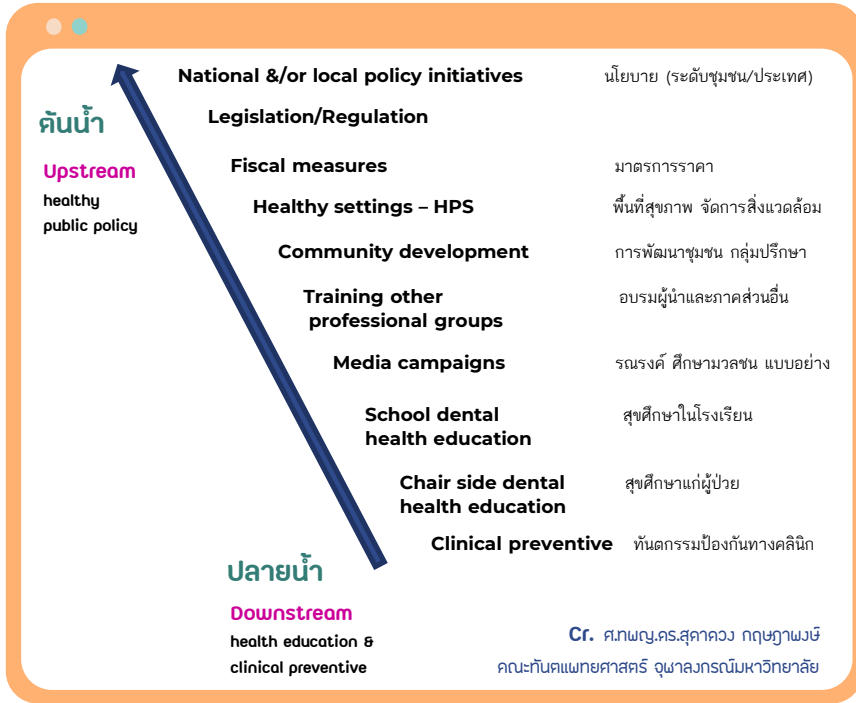 National &/or local policy initiatives นโยบาย (ระดับชุมชน/ประเทศ)
ต้นน้ำ
Legislation/Regulation
Upstream
healthy
public policy
Fiscal measures มาตรการราคา
Healthy settings – HPS พื้นที่สุขภาพ จัดการสิ่งแวดล้อม
Community development การพัฒนาชุมชน กลุ่มปรึกษา
Training other อบรมผู้นำและภาคส่วนอื่น
professional groups
Media campaigns รณรงค์ ศึกษามวลชน แบบอย่าง
School dental สุขศึกษาในโรงเรียน
health education
Chair side dental สุขศึกษาแก่ผู้ป่วย
health education
Clinical preventive ทันตกรรมป้องกันทางคลินิก
ปลายน้ำ
Downstream
health education &
clinical preventive
Cr. ศ.ทพญ.ดร.สุดาดวง กฤษฎาพงษ์
คณะทันตแพทยศาสตร์ จุฬาลงกรณ์มหาวิทยาลัย